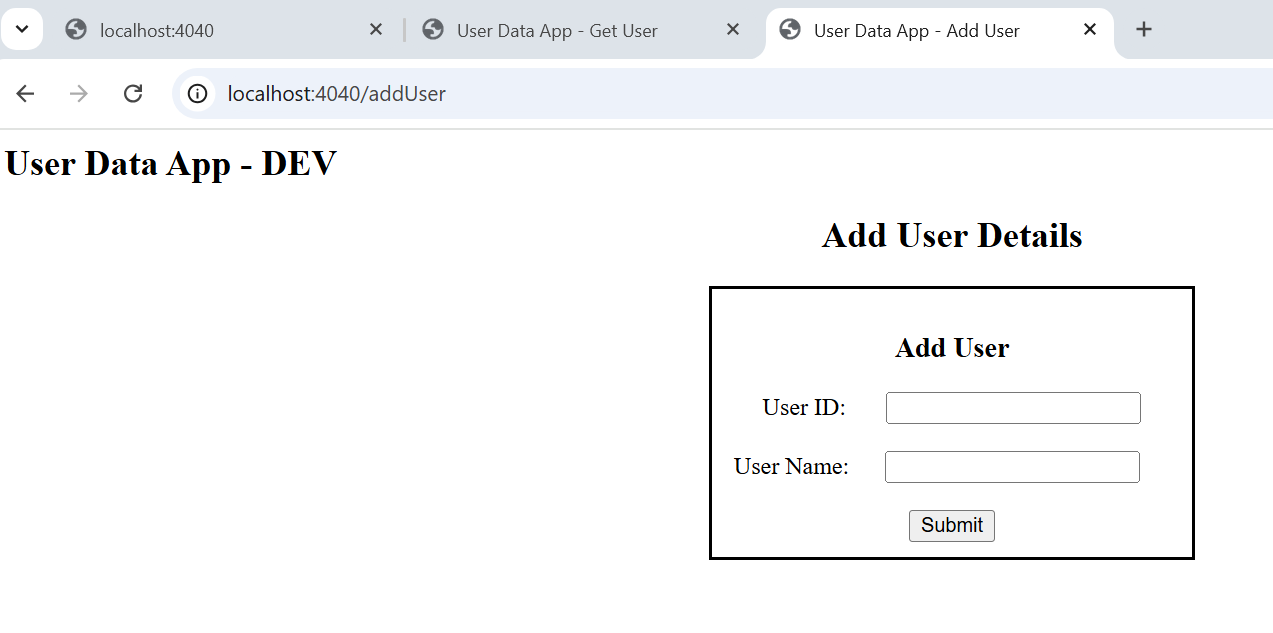 localhost:4040 User Data App - Get User User Data App - Add User
localhost:4040/addUser
User Data App - DEV
Add User Details
Add User
User ID:
User Name:
Submit